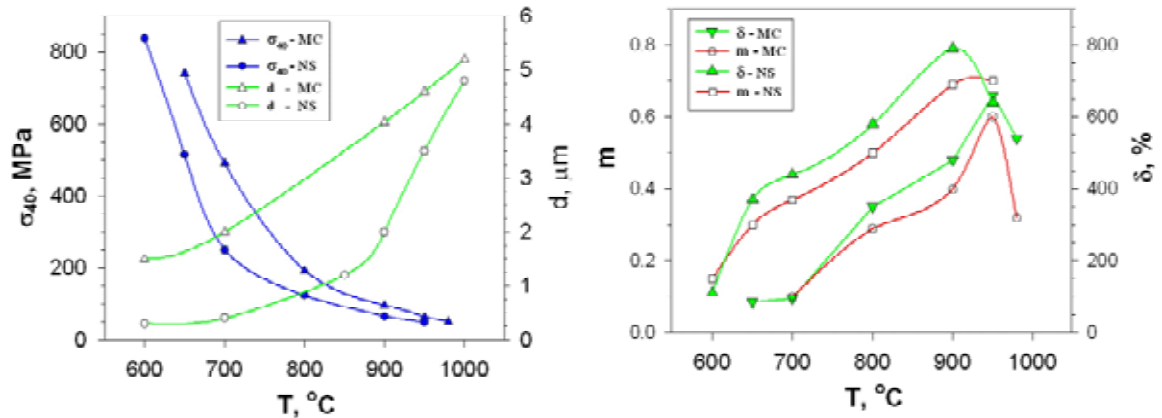 σ40, MPa
800
600
400
200
0
600 700 800 900 1000
T, °C
6
5
4
3
2
1
0
d, μm
σ40 - MC
σ40 - NS
d - MC
d - NS
m
0.8
0.6
0.4
0.2
0.0
600 700 800 900 1000
T, °C
800
600
400
200
0
δ, %
δ - MC
m - MC
δ - NS
m - NS